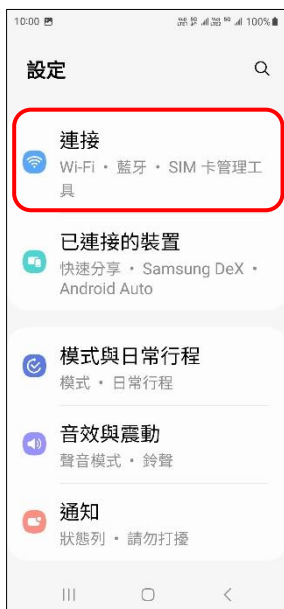 10:00 100%
設定
連接
Wi-Fi • 藍牙 • SIM 卡管理工
具
已連接的裝置
快速分享 • Samsung DeX •
Android Auto
模式與日常行程
模式 • 日常行程
音效與震動
聲音模式 • 鈴聲
通知
狀態列 • 請勿打擾